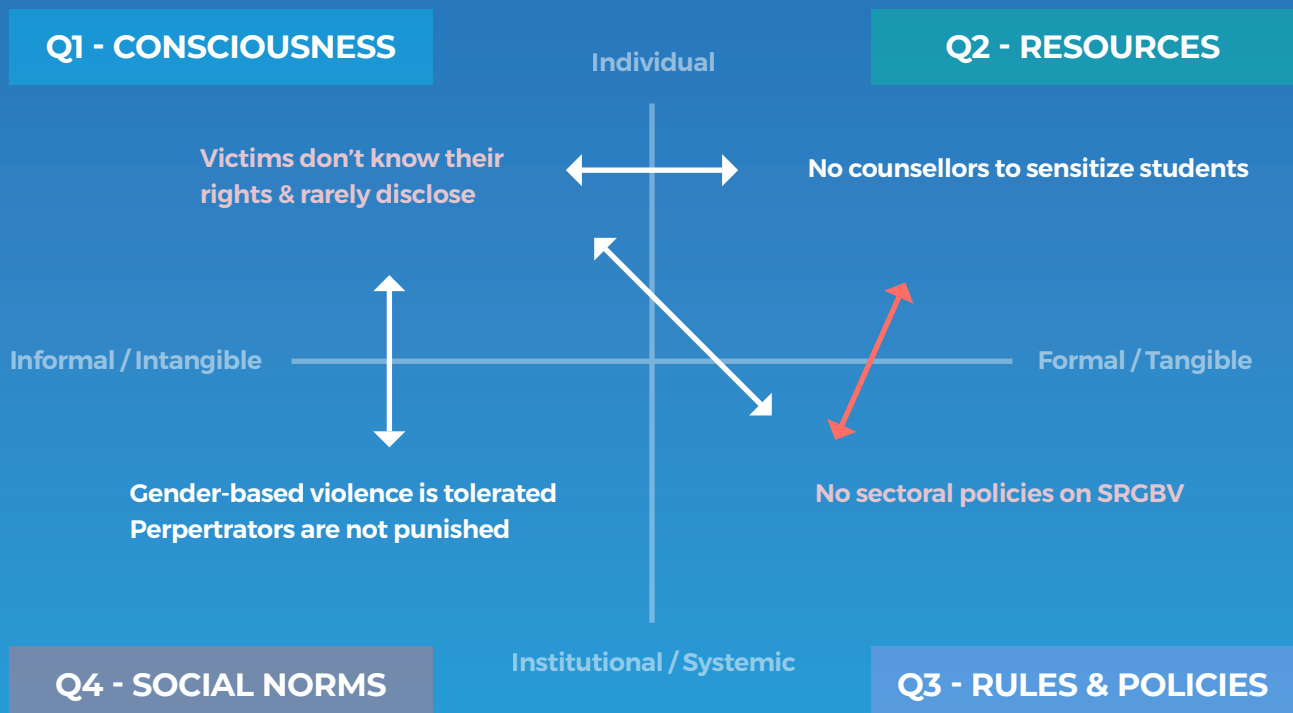 Q1 - CONSCIOUSNESS
Individual
Q2 - RESOURCES
Victims don’t know their
rights & rarely disclose
No counsellors to sensitize students
Informal / Intangible
Formal / Tangible
Gender-based violence is tolerated
Perpertrators are not punished
No sectoral policies on SRGBV
Q4 - SOCIAL NORMS
Institutional / Systemic
Q3 - RULES & POLICIES